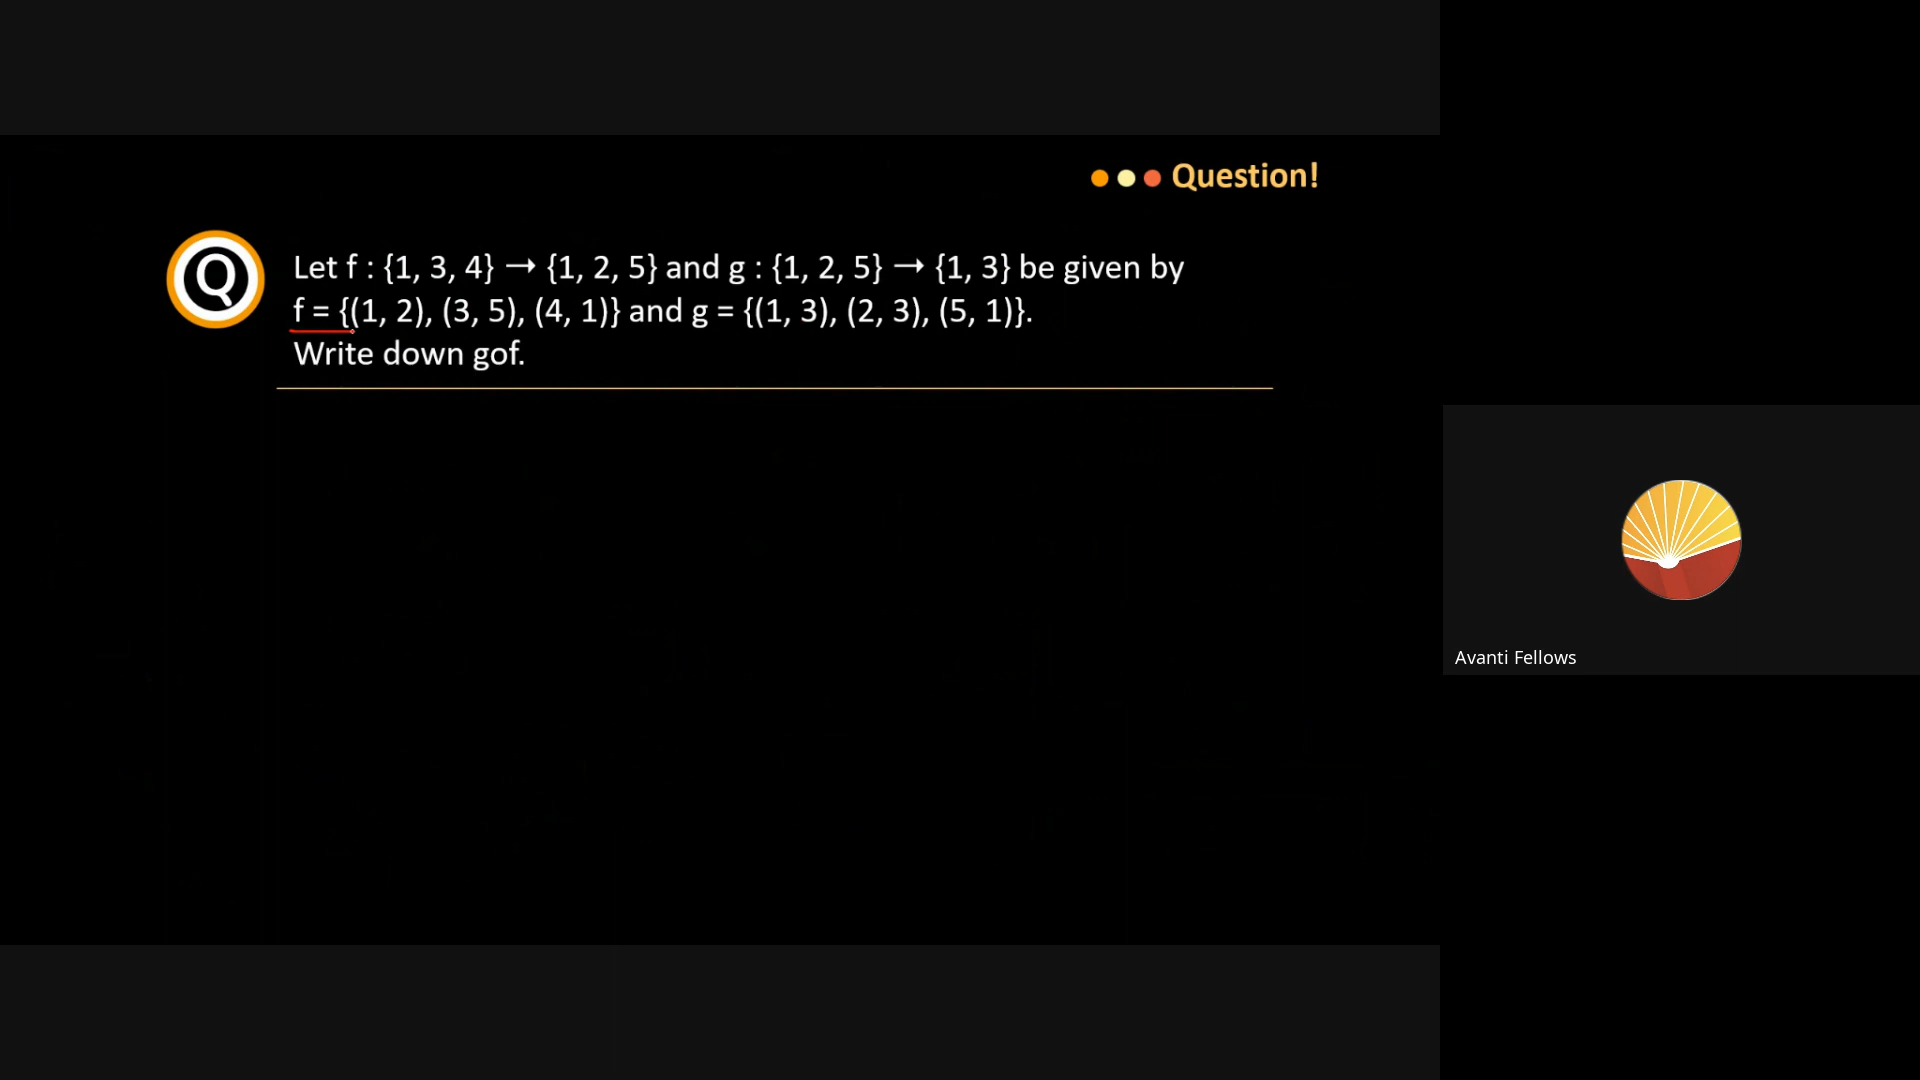 Question!
Q
Let f : {1, 3, 4} → {1, 2, 5} and g : {1, 2, 5} → {1, 3} be given by
f = {(1, 2), (3, 5), (4, 1)} and g = {(1, 3), (2, 3), (5, 1)}.
Write down gof.
Avanti Fellows